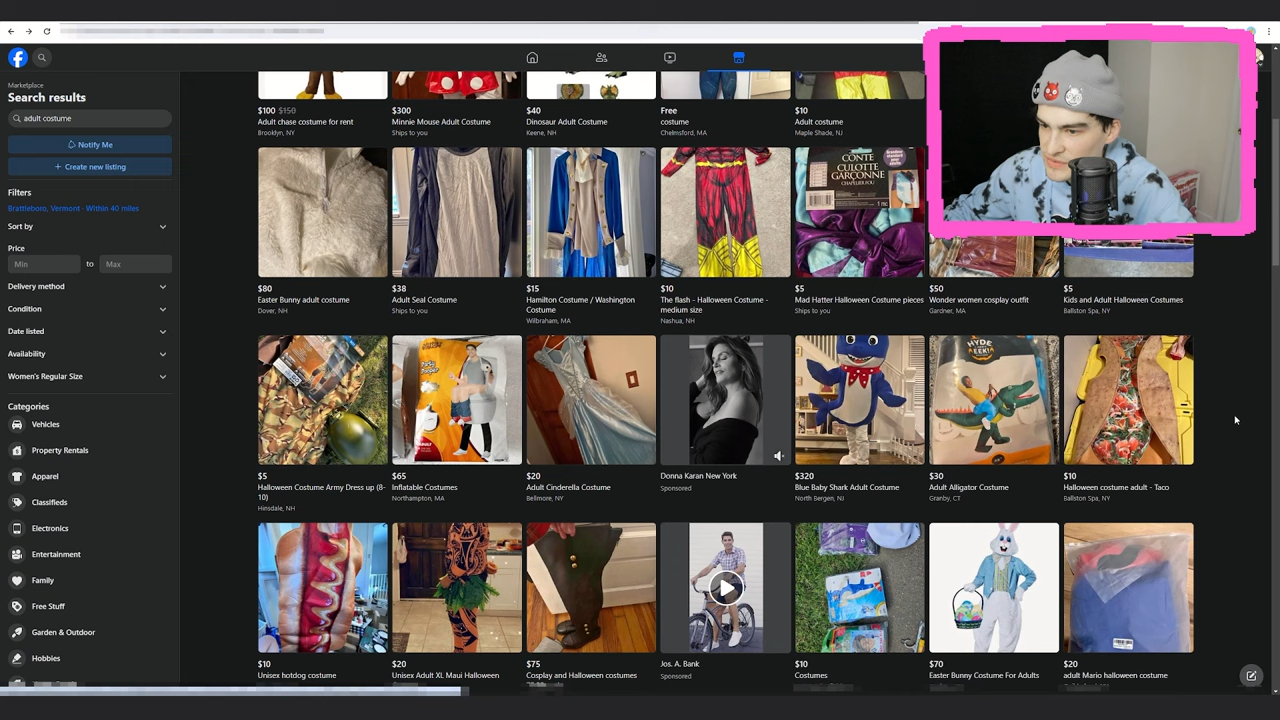 Marketplace
Search results
adult costume
Notify Me
+ Create new listing
Filters
Brattleboro, Vermont · Within 40 miles
Sort by
Price
Min to Max
Delivery method
Condition
Date listed
Availability
Women's Regular Size
Categories
Vehicles
Property Rentals
Apparel
Classifieds
Electronics
Entertainment
Family
Free Stuff
Garden & Outdoor
Hobbies
$100 $150
Adult chase costume for rent
Brooklyn, NY
$300
Minnie Mouse Adult Costume
Ships to you
$40
Dinosaur Adult Costume
Keene, NH
Free
costume
Chelmsford, MA
$10
Adult costume
Maple Shade, NJ
CONTE
CULOTTE
GARÇONNE
$80
Easter Bunny adult costume
Dover, NH
$38
Adult Seal Costume
Ships to you
$15
Hamilton Costume / Washington
Costume
Wilbraham, MA
$10
The flash - Halloween Costume -
medium size
Nashua, NH
$5
Mad Hatter Halloween Costume pieces
Ships to you
$50
Wonder women cosplay outfit
Gardner, MA
$5
Kids and Adult Halloween Costumes
Ballston Spa, NY
HYDE
EEK
$5
Halloween Costume Army Dress up (8-
10)
Hinsdale, NH
$65
Inflatable Costumes
Northampton, MA
$20
Adult Cinderella Costume
Bellmore, NY
Donna Karan New York
Sponsored
$320
Blue Baby Shark Adult Costume
North Bergen, NJ
$30
Adult Alligator Costume
Granby, CT
$10
Halloween costume adult - Taco
Ballston Spa, NY
$10
Unisex hotdog costume
$20
Unisex Adult XL Maui Halloween
$75
Cosplay and Halloween costumes
Jos. A. Bank
Sponsored
$10
Costumes
$70
Easter Bunny Costume For Adults
$20
adult Mario halloween costume